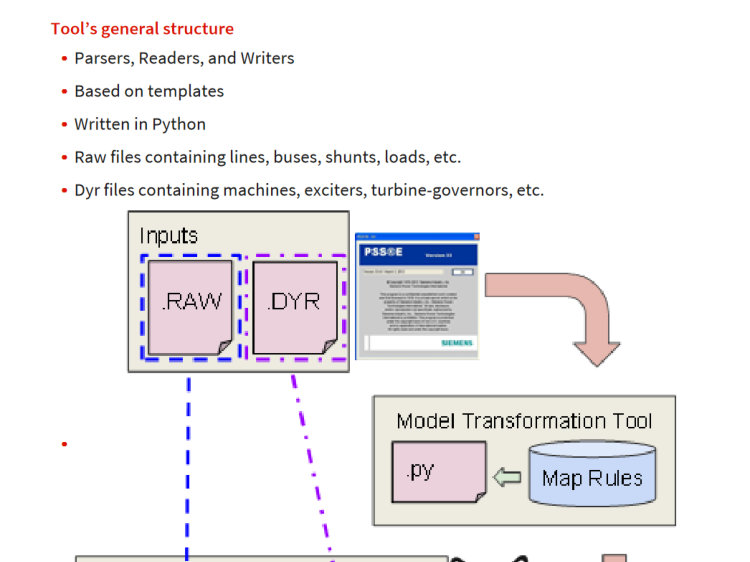 Tool’s general structure
• Parsers, Readers, and Writers
• Based on templates
• Written in Python
• Raw files containing lines, buses, shunts, loads, etc.
• Dyr files containing machines, exciters, turbine-governors, etc.
Inputs
.RAW
.DYR
PSS®E
SIEMENS
Model Transformation Tool
.py
Map Rules